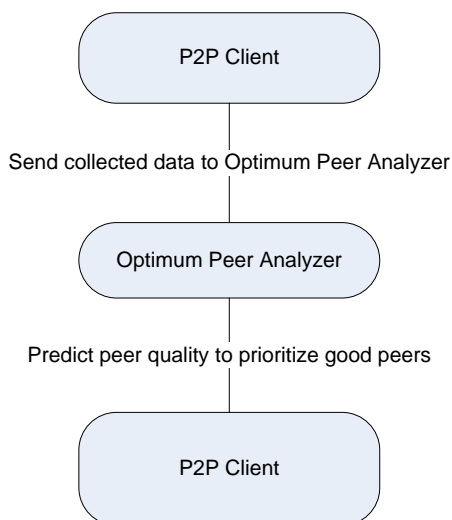 P2P Client
Send collected data to Optimum Peer Analyzer
Optimum Peer Analyzer
Predict peer quality to prioritize good peers
P2P Client